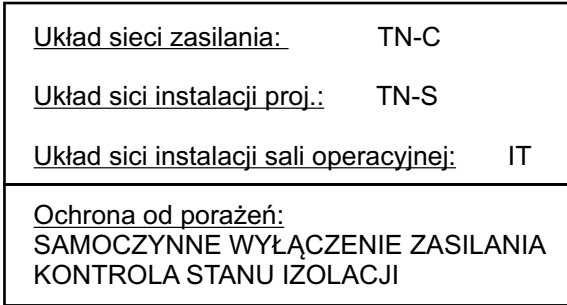 Układ sieci zasilania: TN-C
Układ sici instalacji proj.: TN-S
Układ sici instalacji sali operacyjnej: IT
Ochrona od porażeń:
SAMOCZYNNE WYŁĄCZENIE ZASILANIA
KONTROLA STANU IZOLACJI